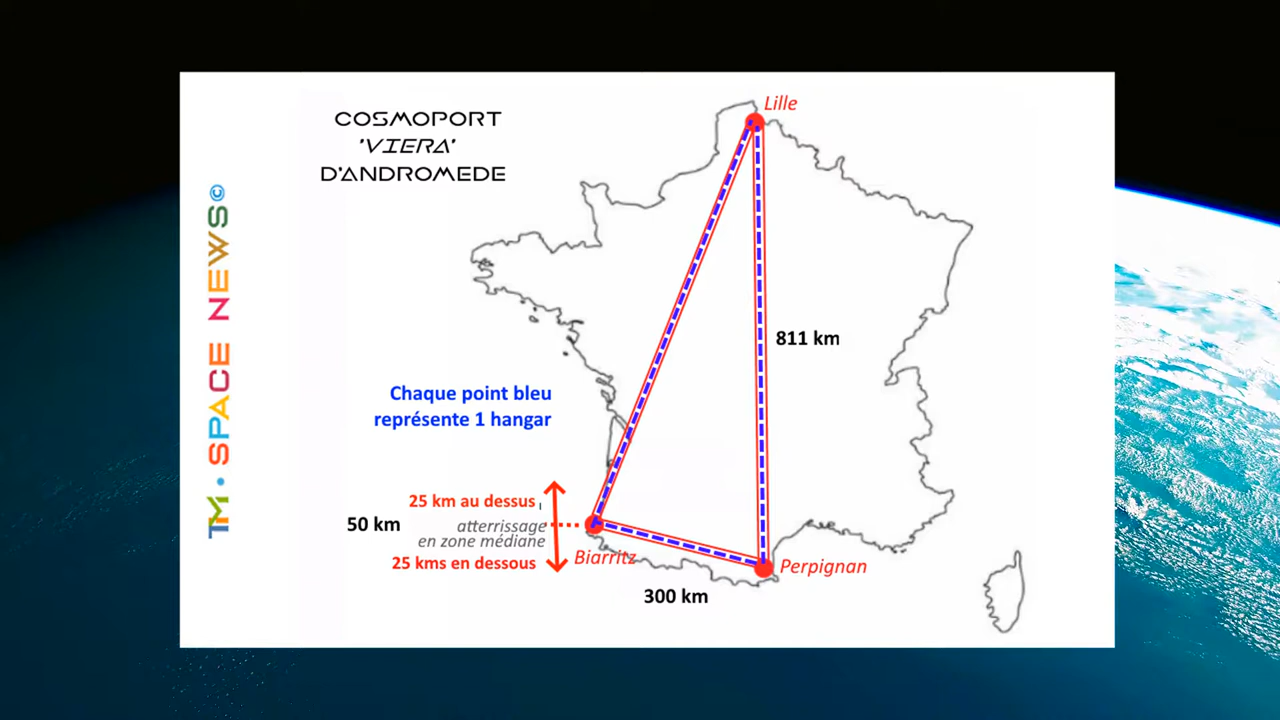 COSMOPORT
'VIERA'
D'ANDROMEDE
TM • SPACE NEWS©
Lille
811 km
Chaque point bleu
représente 1 hangar
25 km au dessus
50 km
atterrissage
en zone médiane
25 kms en dessous
Biarritz
Perpignan
300 km